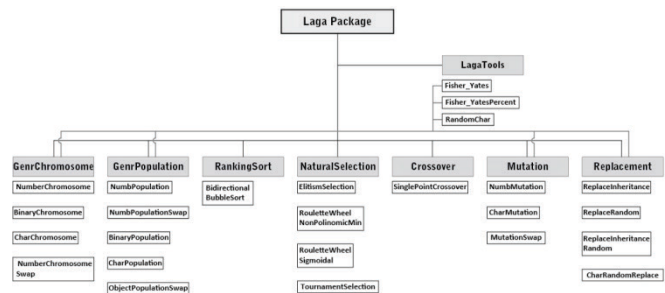 Laga Package
LagaTools
Fisher_Yates
Fisher_YatesPercent
RandomChar
GenrChromosome
NumberChromosome
BinaryChromosome
CharChromosome
NumberChromosome
Swap
GenrPopulation
NumbPopulation
NumbPopulationSwap
BinaryPopulation
CharPopulation
ObjectPopulationSwap
RankingSort
Bidirectional
BubbleSort
NaturalSelection
ElitismSelection
RouletteWheel
NonPolinomicMin
RouletteWheel
Sigmoidal
TournamentSelection
Crossover
SinglePointCrossover
Mutation
NumbMutation
CharMutation
MutationSwap
Replacement
ReplaceInheritance
ReplaceRandom
ReplaceInheritance
Random
CharRandomReplace